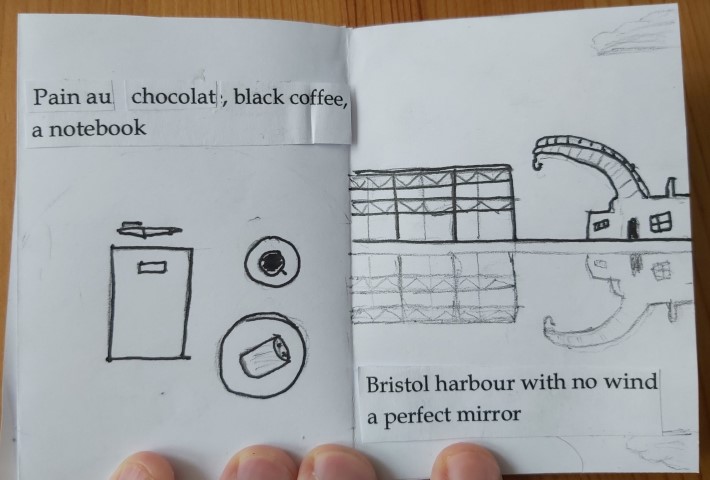 Pain au chocolat, black coffee,
a notebook
Bristol harbour with no wind
a perfect mirror